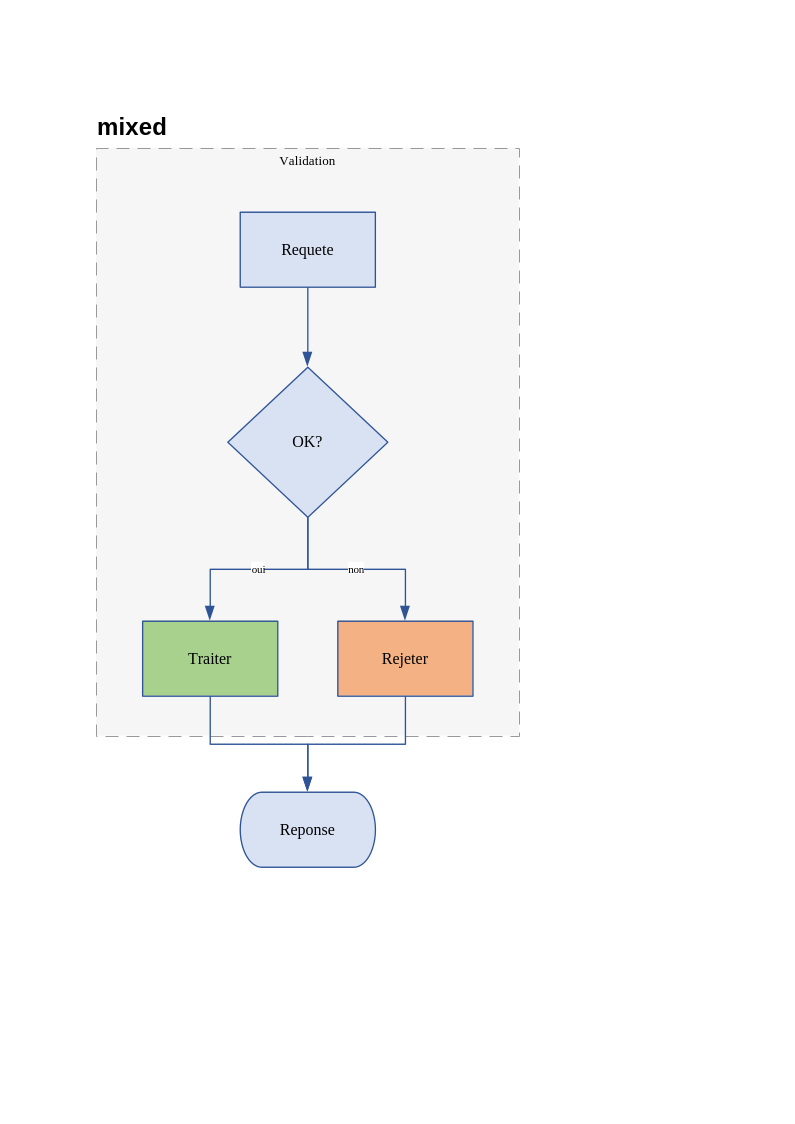 mixed
Validation
Requete
OK?
oui
non
Traiter
Rejeter
Reponse